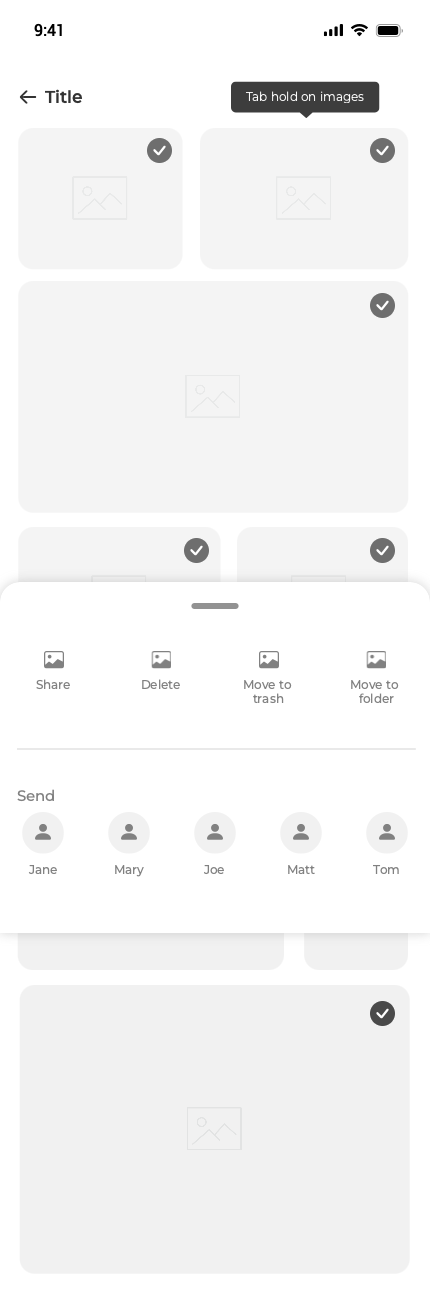 9:41
Title
Tab hold on images
Share
Delete
Move to
trash
Move to
folder
Send
Jane
Mary
Joe
Matt
Tom